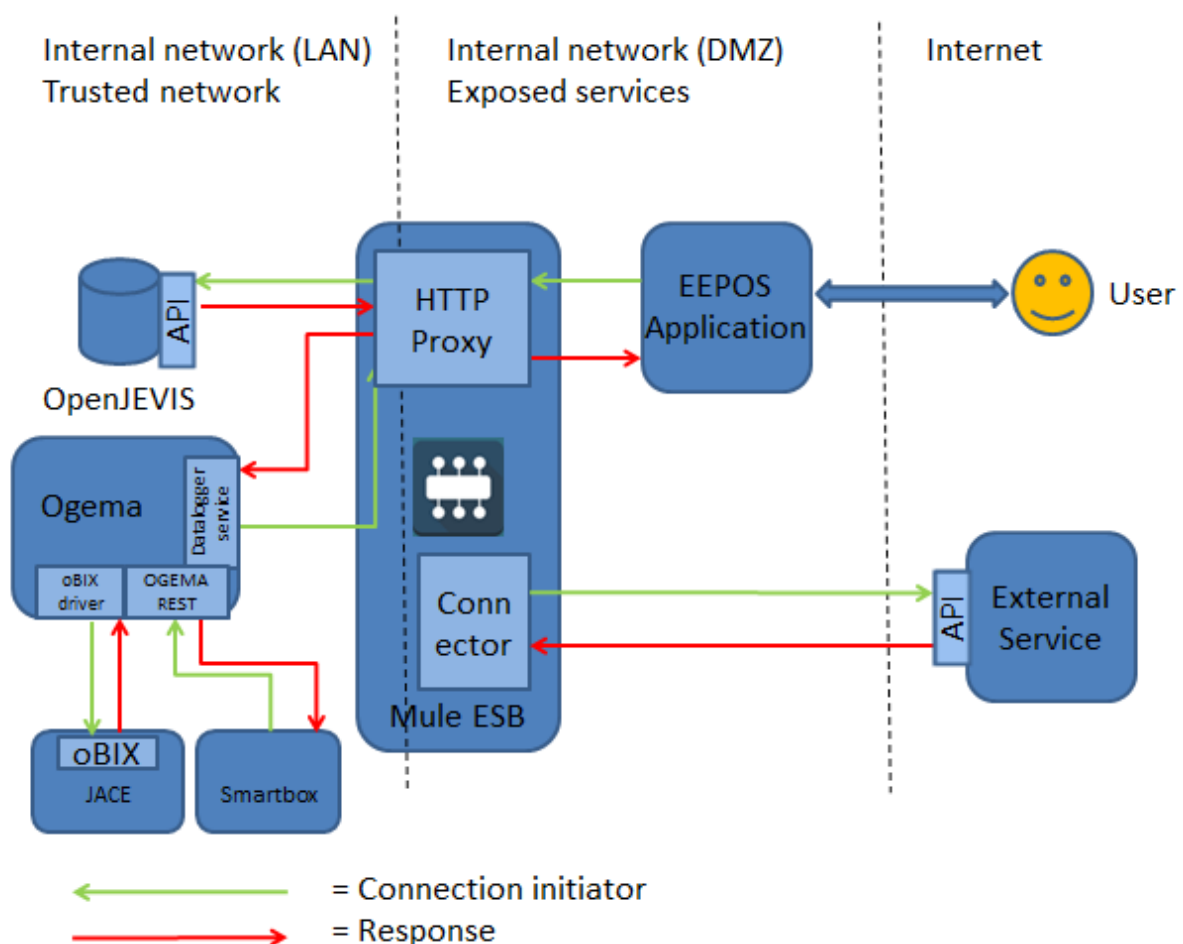 Internal network (LAN)
Trusted network
Internal network (DMZ)
Exposed services
Internet
API
OpenJEVIS
HTTP
Proxy
EEPOS
Application
User
Ogema
Datalogger
service
oBIX
driver
OGEMA
REST
Conn
ector
Mule ESB
API
External
Service
oBIX
JACE
Smartbox
= Connection initiator
= Response